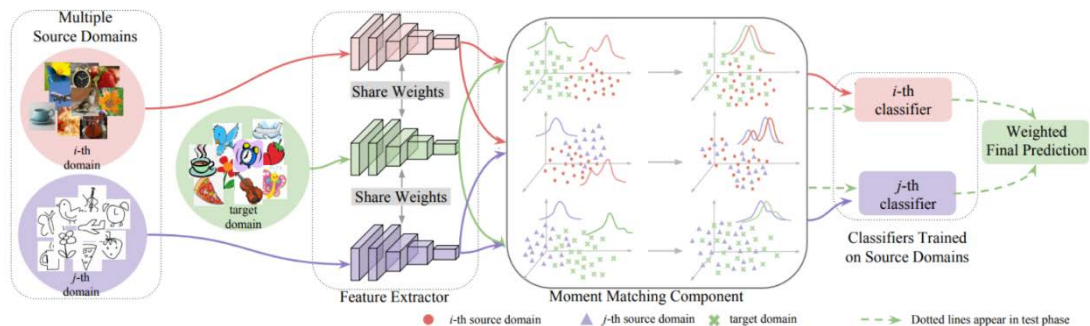 Multiple
Source Domains
i-th
domain
target
domain
j-th
domain
Share Weights
Share Weights
Feature Extractor
Moment Matching Component
i-th
classifier
j-th
classifier
Classifiers Trained
on Source Domains
Weighted
Final Prediction
i-th source domain
j-th source domain
target domain
Dotted lines appear in test phase